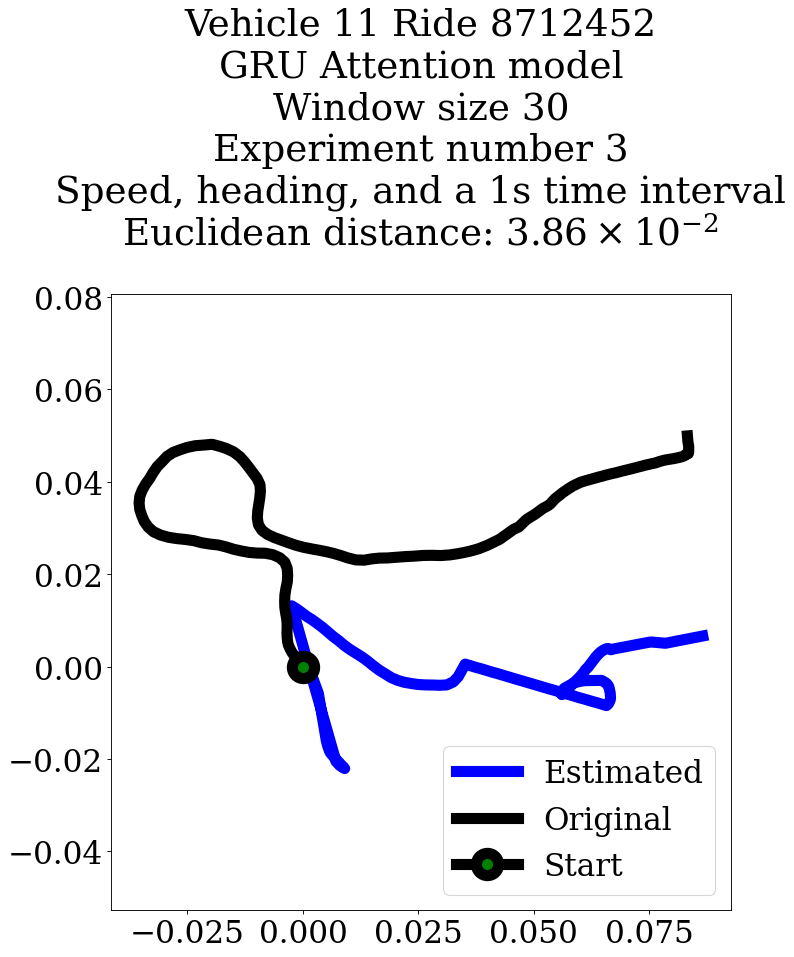 Vehicle 11 Ride 8712452
GRU Attention model
Window size 30
Experiment number 3
Speed, heading, and a 1s time interval
Euclidean distance: 3.86 × 10⁻²
0.08
0.06
0.04
0.02
0.00
−0.02
−0.04
Estimated
Original
Start
−0.025 0.000 0.025 0.050 0.075